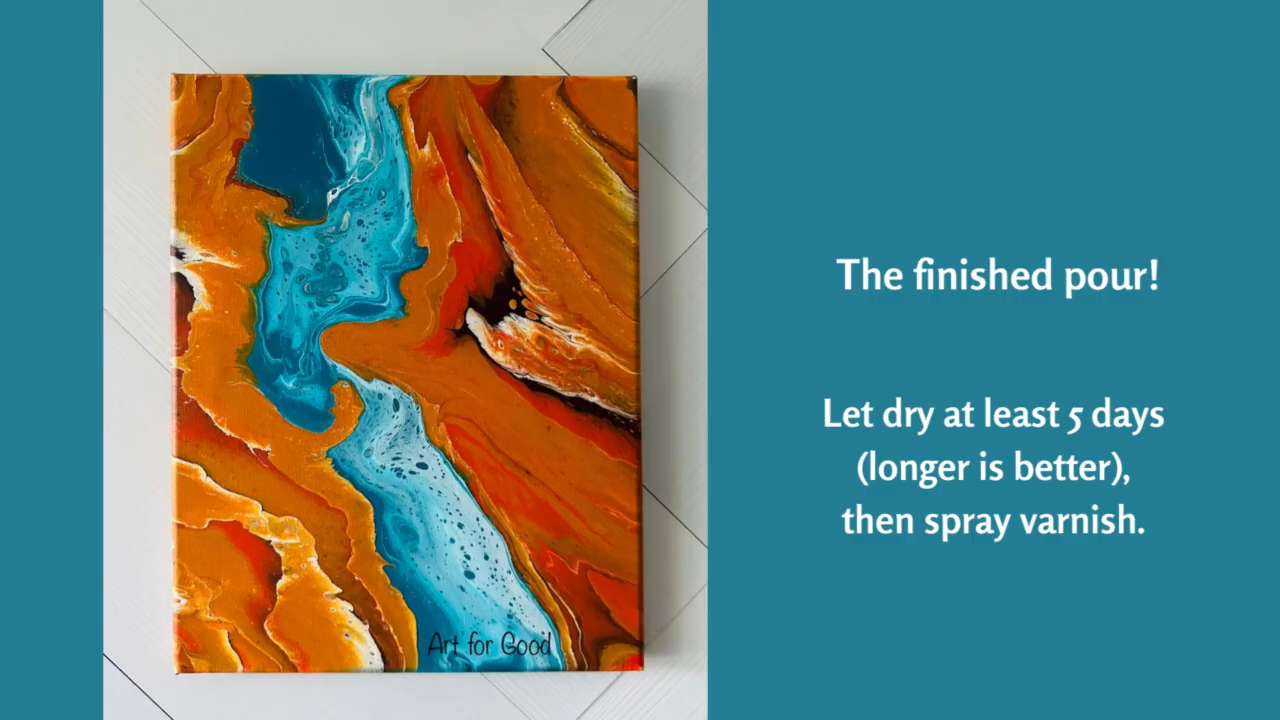 The finished pour!
Let dry at least 5 days
(longer is better),
then spray varnish.
Art for Good